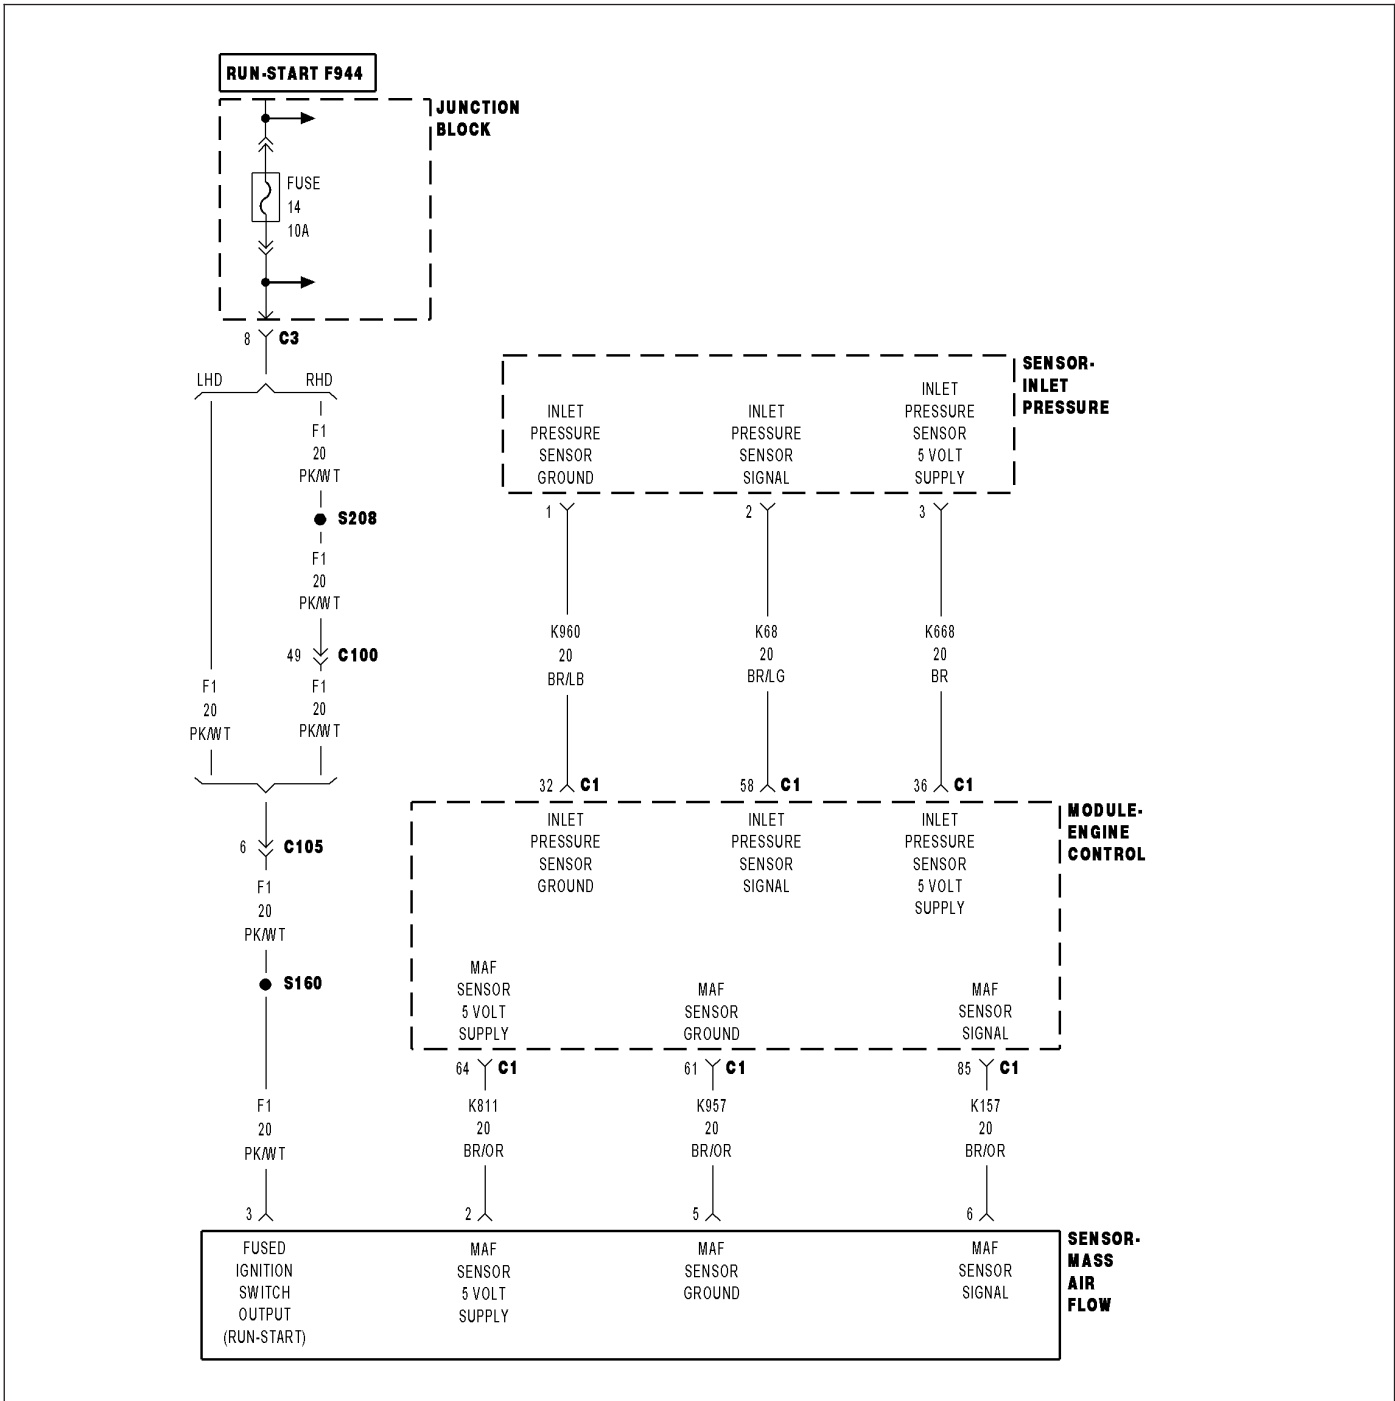 RUN-START F944
JUNCTION
BLOCK
FUSE
14
10A
8 C3
LHD RHD
F1
20
PK/WT
S208
F1
20
PK/WT
49 C100
F1
20
PK/WT
F1
20
PK/WT
6 C105
F1
20
PK/WT
S160
F1
20
PK/WT
3
SENSOR-
INLET
PRESSURE
INLET
PRESSURE
SENSOR
GROUND
INLET
PRESSURE
SENSOR
SIGNAL
INLET
PRESSURE
SENSOR
5 VOLT
SUPPLY
1 2 3
K960
20
BR/LB
K68
20
BR/LG
K668
20
BR
32 C1 58 C1 36 C1
MODULE-
ENGINE
CONTROL
INLET
PRESSURE
SENSOR
GROUND
INLET
PRESSURE
SENSOR
SIGNAL
INLET
PRESSURE
SENSOR
5 VOLT
SUPPLY
MAF
SENSOR
5 VOLT
SUPPLY
MAF
SENSOR
GROUND
MAF
SENSOR
SIGNAL
64 C1 61 C1 85 C1
K811
20
BR/OR
K957
20
BR/OR
K157
20
BR/OR
2 5 6
SENSOR-
MASS
AIR
FLOW
FUSED
IGNITION
SWITCH
OUTPUT
(RUN-START)
MAF
SENSOR
5 VOLT
SUPPLY
MAF
SENSOR
GROUND
MAF
SENSOR
SIGNAL